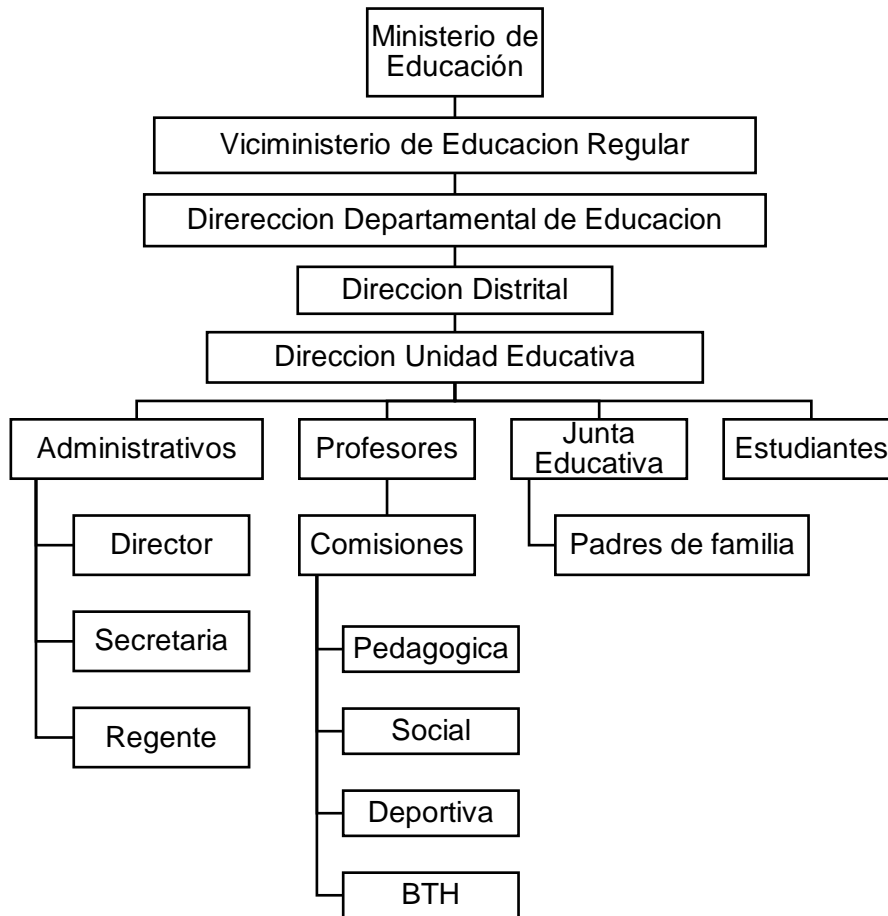 Ministerio de
Educación
Viciministerio de Educacion Regular
Direreccion Departamental de Educacion
Direccion Distrital
Direccion Unidad Educativa
Administrativos
Profesores
Junta
Educativa
Estudiantes
Director
Comisiones
Padres de familia
Secretaria
Pedagogica
Regente
Social
Deportiva
BTH